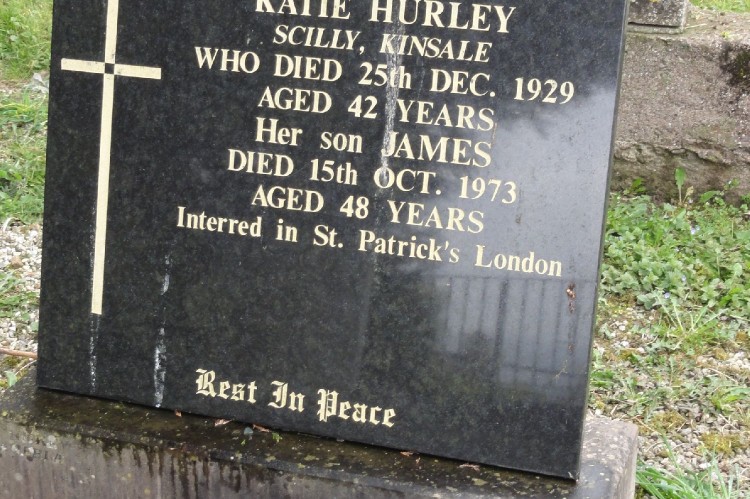 KATIE HURLEY
SCILLY, KINSALE
WHO DIED 25th DEC. 1929
AGED 42 YEARS
Her son JAMES
DIED 15th OCT. 1973
AGED 48 YEARS
Interred in St. Patrick's London
Rest In Peace